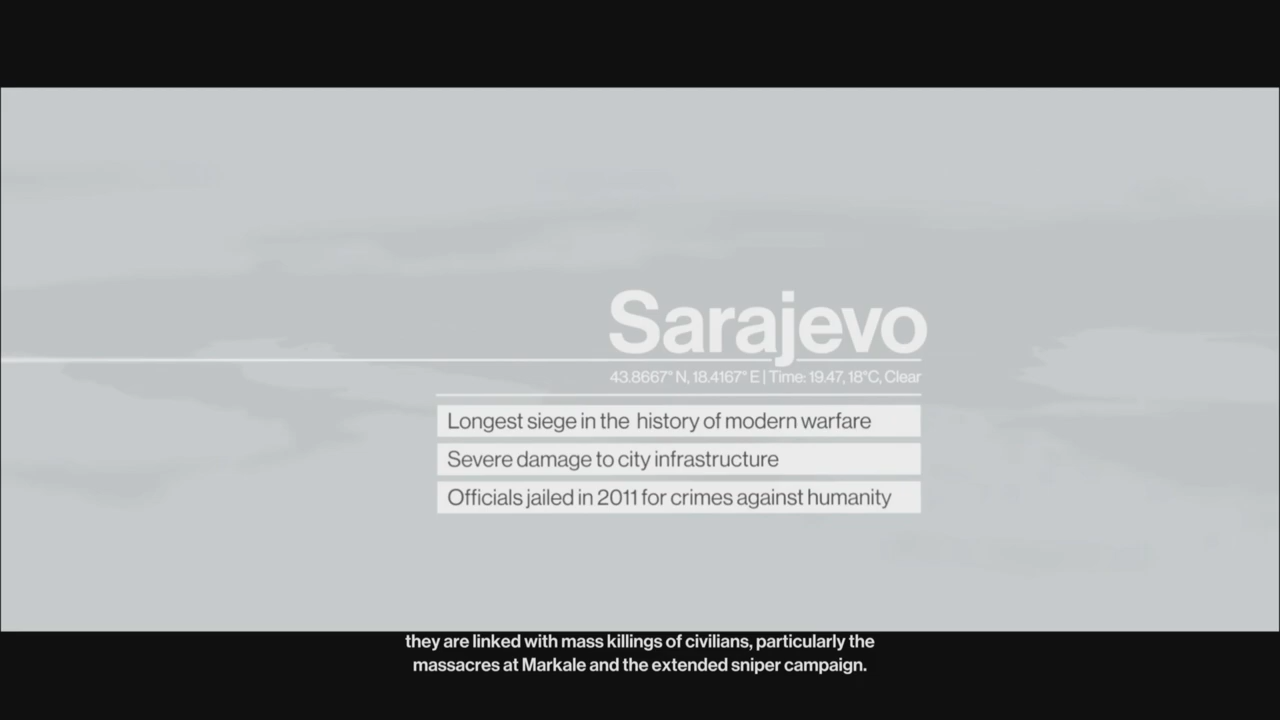 Sarajevo
43.8667° N, 18.4167° E | Time: 19.47, 18°C, Clear
Longest siege in the history of modern warfare
Severe damage to city infrastructure
Officials jailed in 2011 for crimes against humanity
they are linked with mass killings of civilians, particularly the
massacres at Markale and the extended sniper campaign.